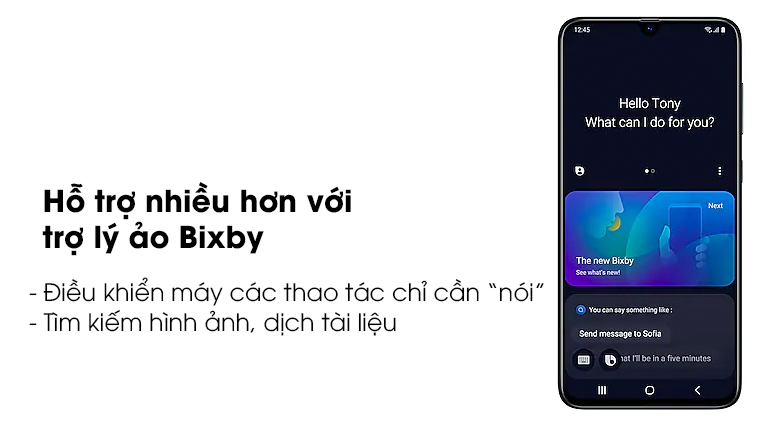 Hỗ trợ nhiều hơn với
trợ lý ảo Bixby
- Điều khiển máy các thao tác chỉ cần “nói”
- Tìm kiếm hình ảnh, dịch tài liệu
12:45
Hello Tony
What can I do for you?
Next
The new Bixby
See what's new!
You can say something like :
Send message to Sofia
I'll be in a five minutes